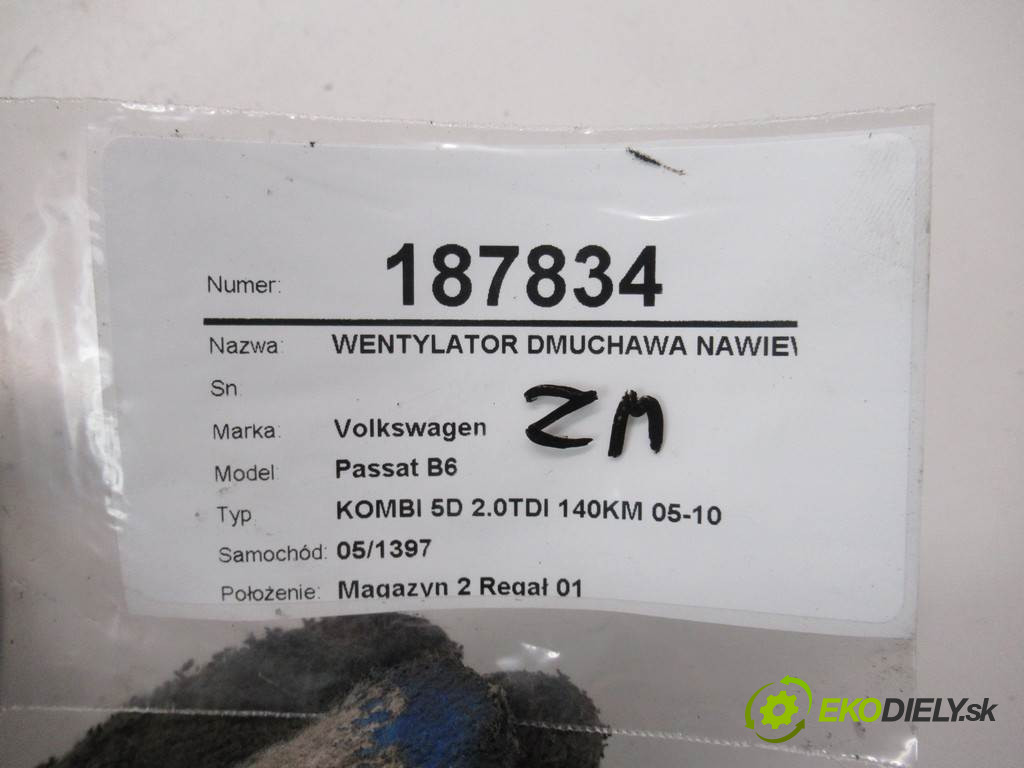 Numer: 187834
Nazwa: WENTYLATOR DMUCHAWA NAWIEW
Sn
Marka: Volkswagen
ZM
Model: Passat B6
Typ KOMBI 5D 2.0TDI 140KM 05-10
Samochód: 05/1397
Położenie: Magazyn 2 Regał 01
EKODIELY.sk